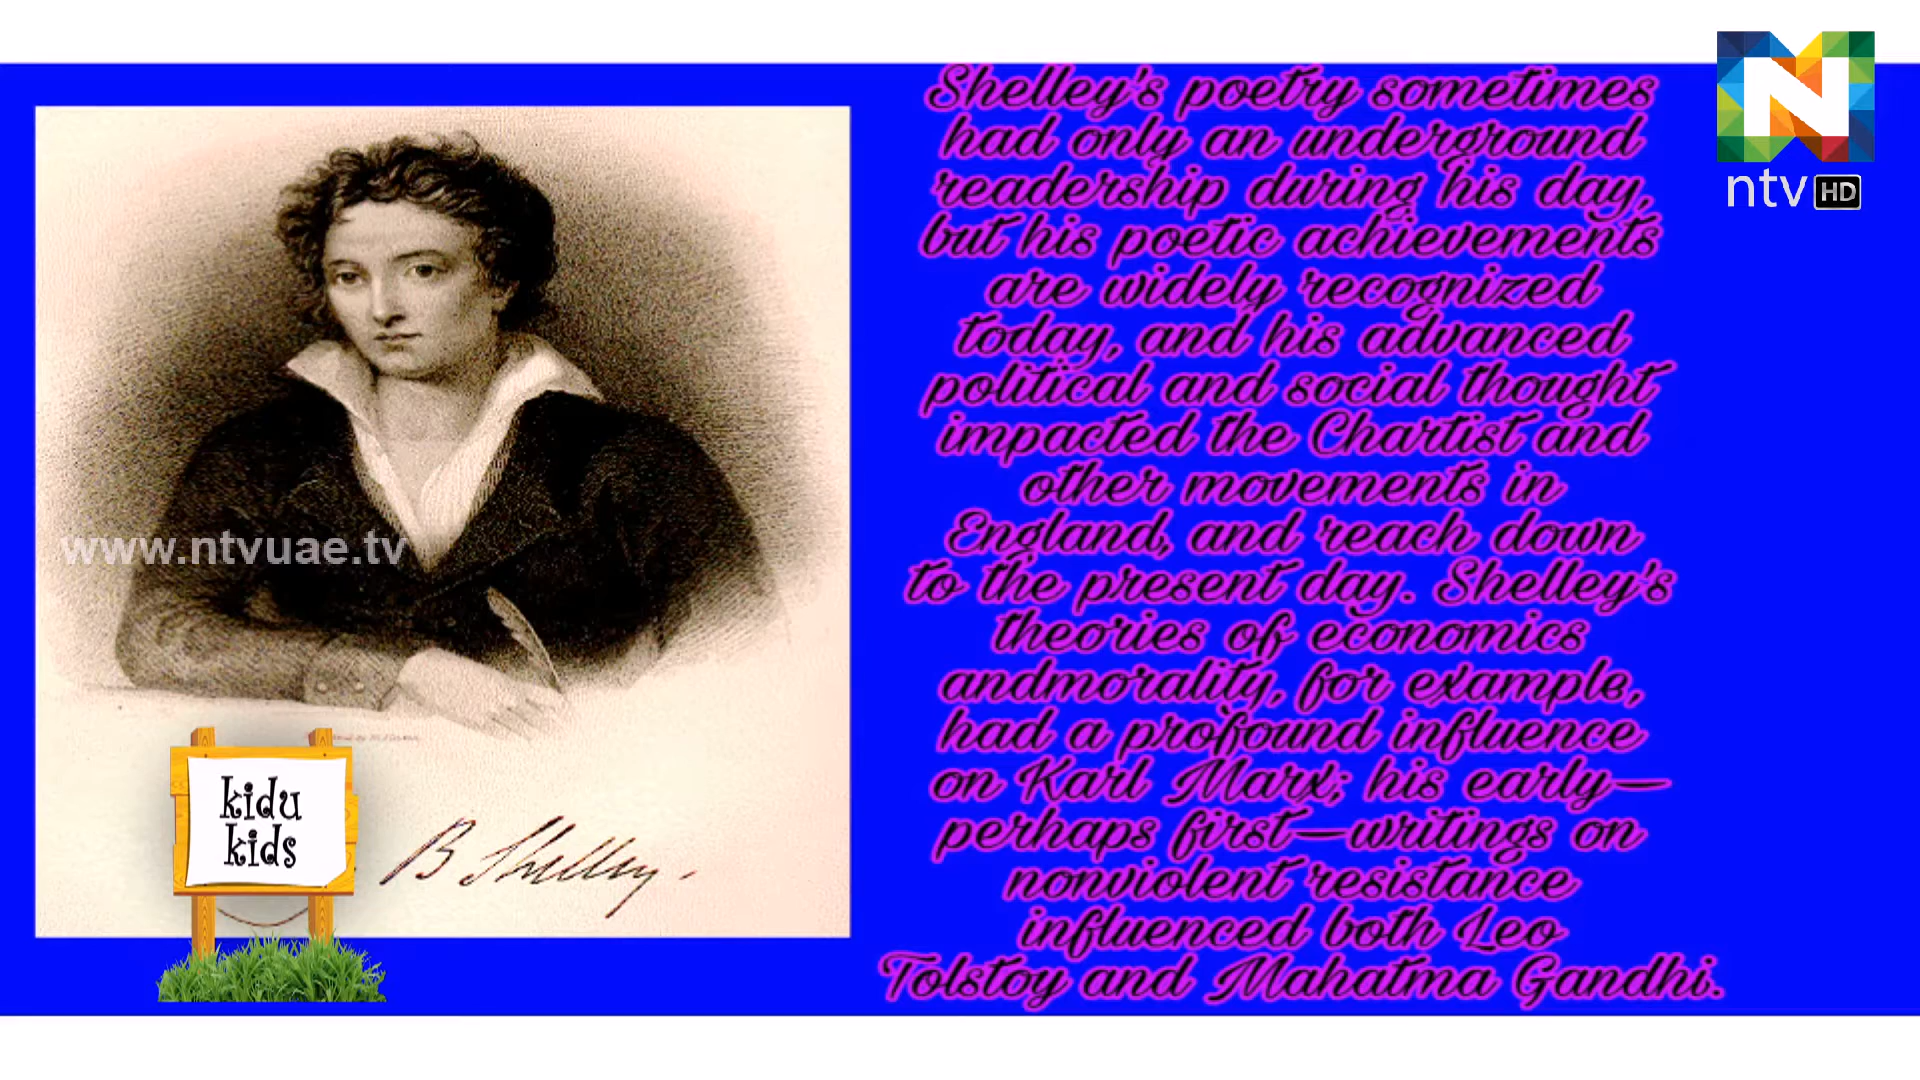 Shelley's poetry sometimes
had only an underground
readership during his day,
but his poetic achievements
are widely recognized
today, and his advanced
political and social thought
impacted the Chartist and
other movements in
England, and reach down
to the present day. Shelley's
theories of economics
andmorality, for example,
had a profound influence
on Karl Marx; his early—
perhaps first—writings on
nonviolent resistance
influenced both Leo
Tolstoy and Mahatma Gandhi.
N
ntv HD
www.ntvuae.tv
kidu
kids
B Shelley.